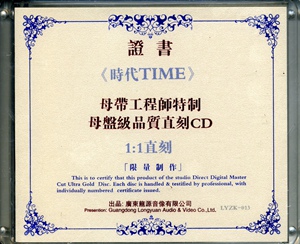 證書
《時代TIME》
母帶工程師特制
母盤級品質直刻CD
1:1直刻
「限量制作」
This is to certify that this product of the studio Direct Digital Master
Cut Ultra Gold Disc. Each disc is handled & testified by professional, with
individually numbered certificate issued.
出品:廣東龍源音像有限公司
Presenter: Guangdong Longyuan Audio & Video Co.,Ltd.